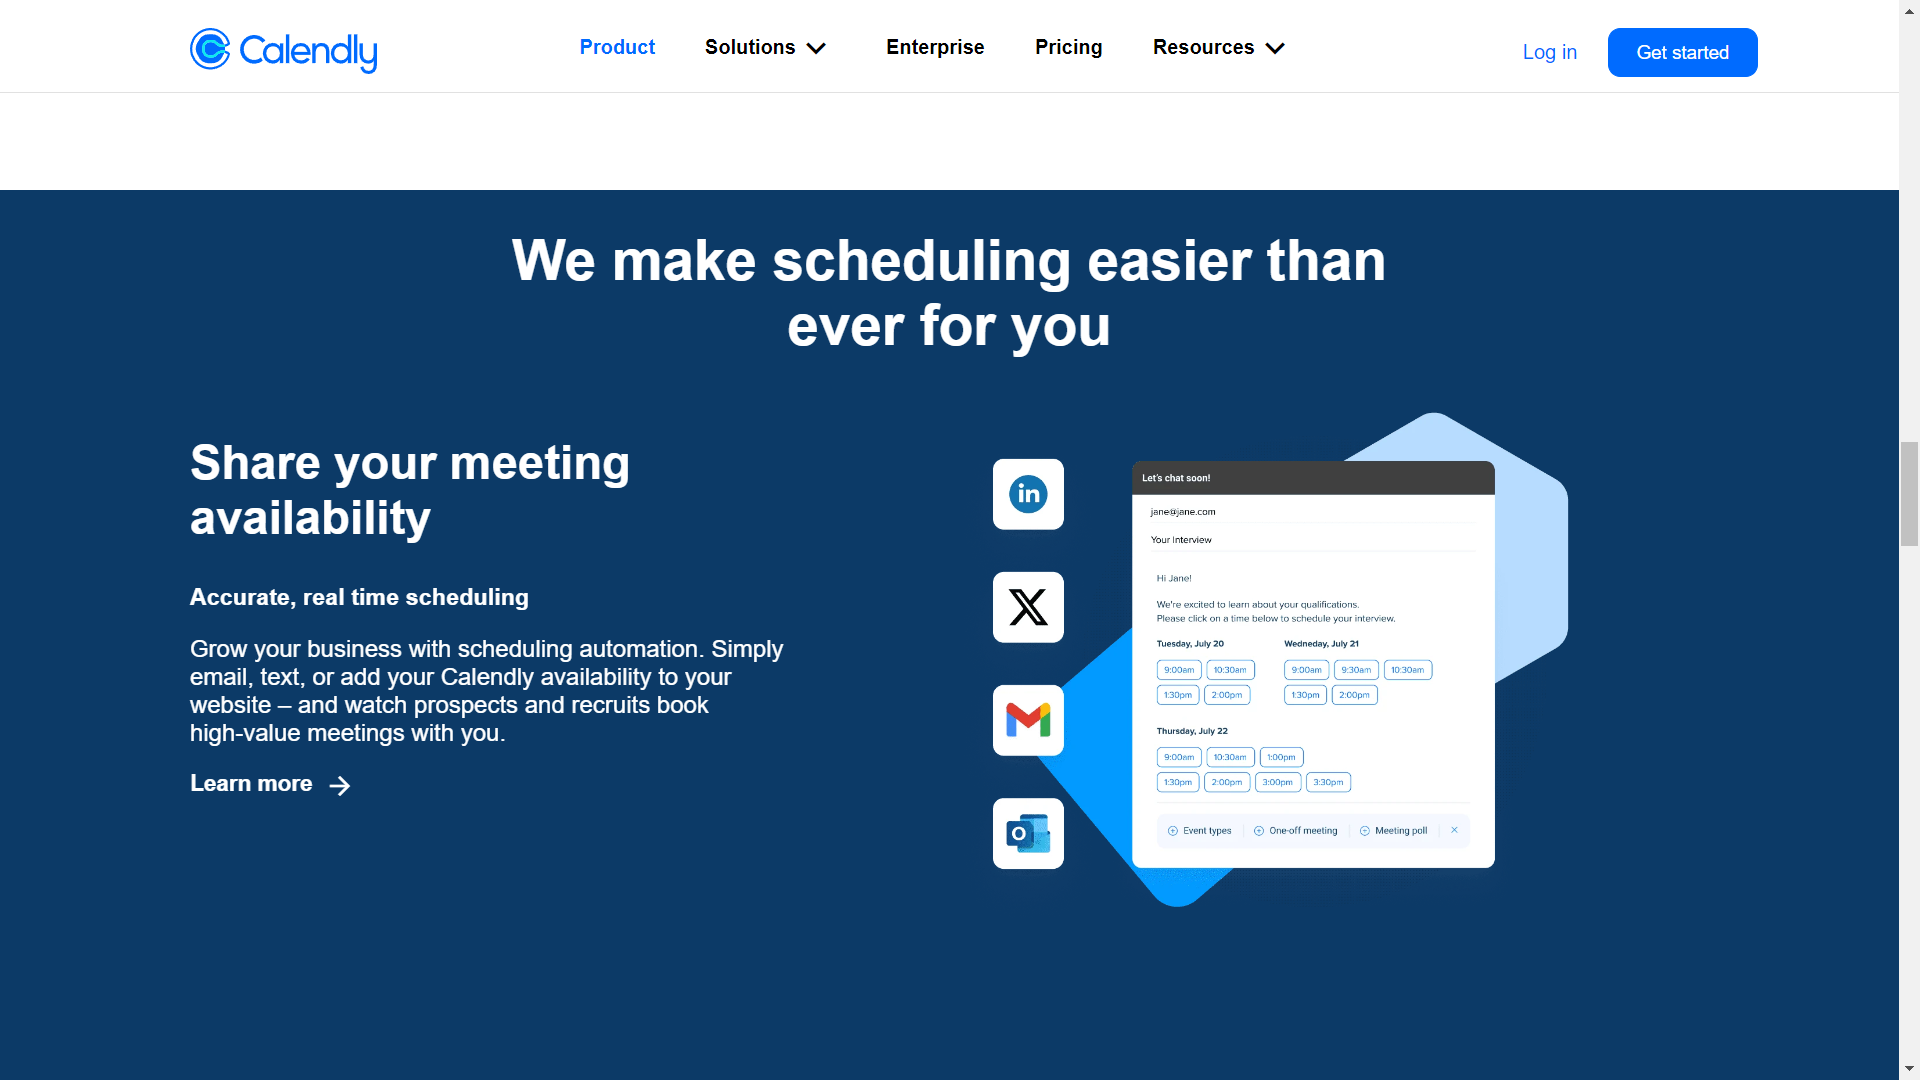 Calendly
Product
Solutions
Enterprise
Pricing
Resources
Log in
Get started
We make scheduling easier than
ever for you
Share your meeting
availability
Accurate, real time scheduling
Grow your business with scheduling automation. Simply
email, text, or add your Calendly availability to your
website – and watch prospects and recruits book
high-value meetings with you.
Learn more
in
X
M
O
Let's chat soon!
jane@jane.com
Your Interview
Hi Jane!
We're excited to learn about your qualifications.
Please click on a time below to schedule your interview.
Tuesday, July 20
9:00am 10:30am
1:30pm 2:00pm
Wednesday, July 21
9:00am 9:30am 10:30am
1:30pm 2:00pm
Thursday, July 22
9:00am 10:30am 1:00pm
1:30pm 2:00pm 3:00pm 3:30pm
Event types One-off meeting Meeting poll